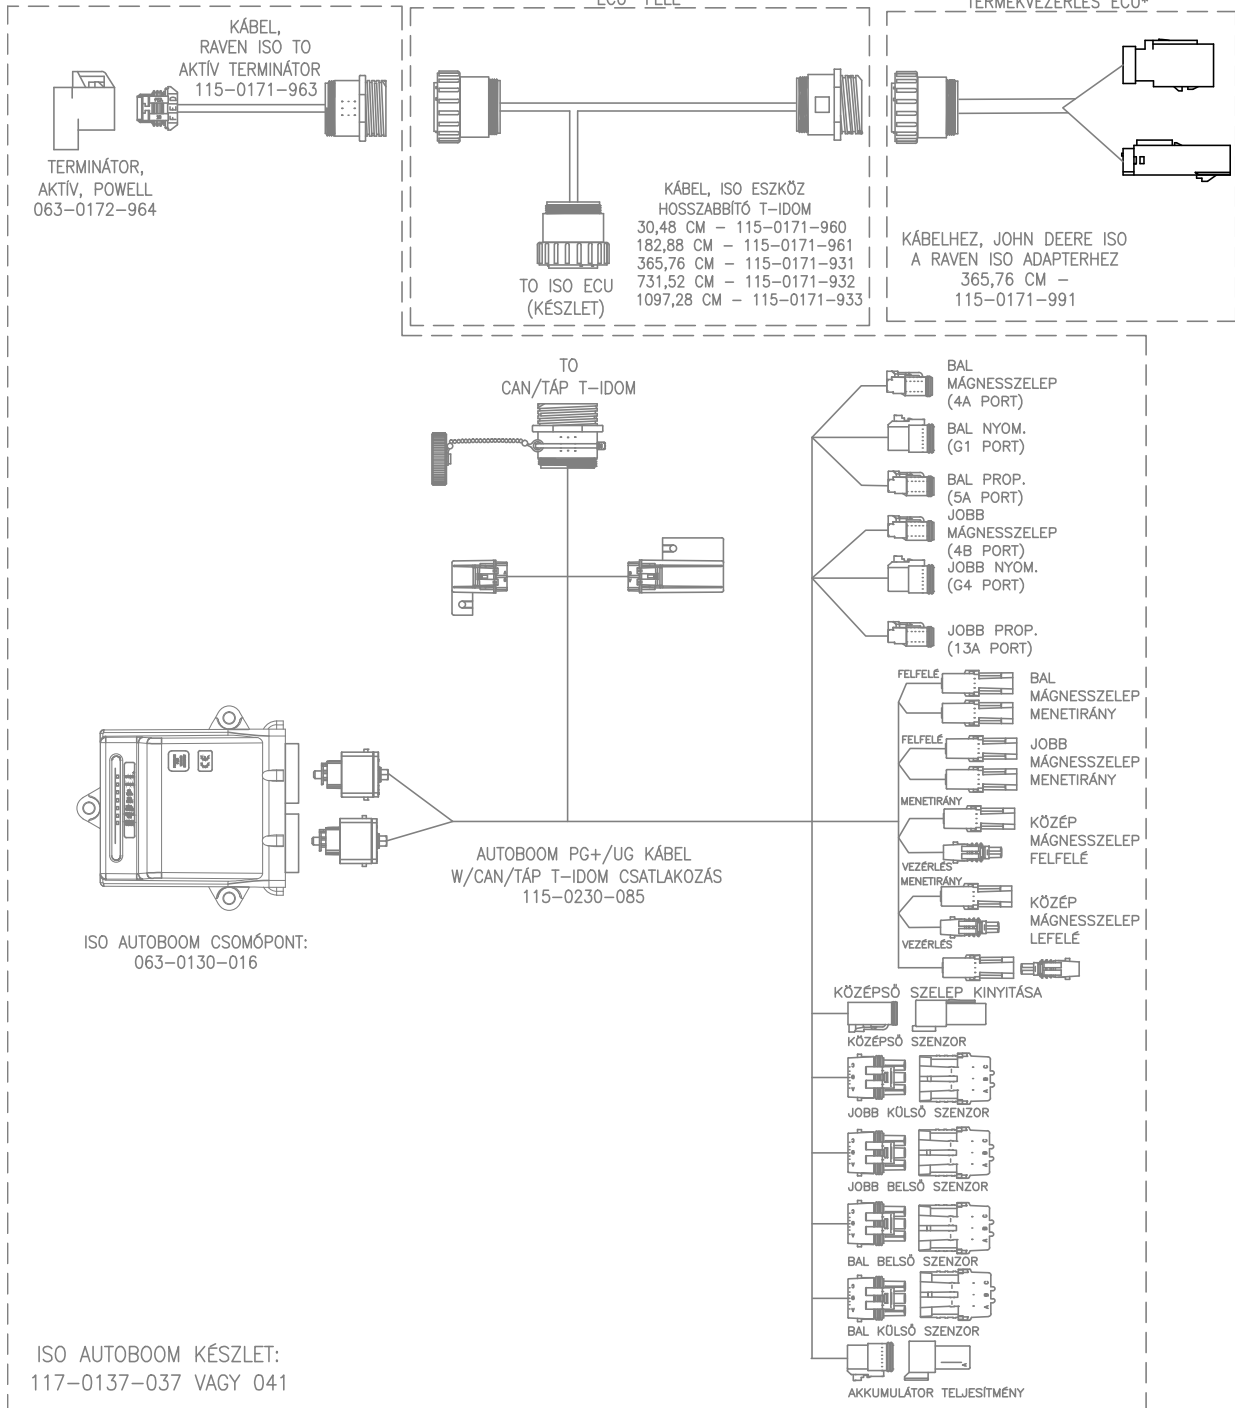 KÁBEL,
RAVEN ISO TO
AKTÍV TERMINÁTOR
115-0171-963
TERMINÁTOR,
AKTÍV, POWELL
063-0172-964
TERMÉKVEZÉRLÉS ECU*
KÁBEL, ISO ESZKÖZ
HOSSZABBÍTÓ T-IDOM
30,48 CM - 115-0171-960
182,88 CM - 115-0171-961
365,76 CM - 115-0171-931
731,52 CM - 115-0171-932
1097,28 CM - 115-0171-933
TO ISO ECU
(KÉSZLET)
KÁBELHEZ, JOHN DEERE ISO
A RAVEN ISO ADAPTERHEZ
365,76 CM -
115-0171-991
TO
CAN/TÁP T-IDOM
BAL
MÁGNESSZELEP
(4A PORT)
BAL NYOM.
(G1 PORT)
BAL PROP.
(5A PORT)
JOBB
MÁGNESSZELEP
(4B PORT)
JOBB NYOM.
(G4 PORT)
JOBB PROP.
(13A PORT)
FELFELÉ
BAL
MÁGNESSZELEP
MENETIRÁNY
FELFELÉ
JOBB
MÁGNESSZELEP
MENETIRÁNY
MENETIRÁNY
KÖZÉP
MÁGNESSZELEP
FELFELÉ
VEZÉRLÉS
MENETIRÁNY
KÖZÉP
MÁGNESSZELEP
LEFELÉ
VEZÉRLÉS
AUTOBOOM PG+/UG KÁBEL
W/CAN/TÁP T-IDOM CSATLAKOZÁS
115-0230-085
ISO AUTOBOOM CSOMÓPONT:
063-0130-016
KÖZÉPSŐ SZELEP KINYITÁSA
KÖZÉPSŐ SZENZOR
JOBB KÜLSŐ SZENZOR
JOBB BELSŐ SZENZOR
BAL BELSŐ SZENZOR
BAL KÜLSŐ SZENZOR
AKKUMULÁTOR TELJESÍTMÉNY
ISO AUTOBOOM KÉSZLET:
117-0137-037 VAGY 041